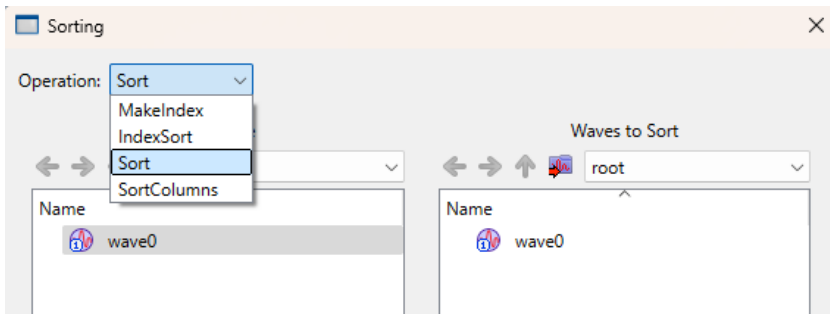 Sorting
Operation: Sort
MakeIndex
IndexSort
Sort
SortColumns
Name
wave0
Waves to Sort
root
Name
wave0